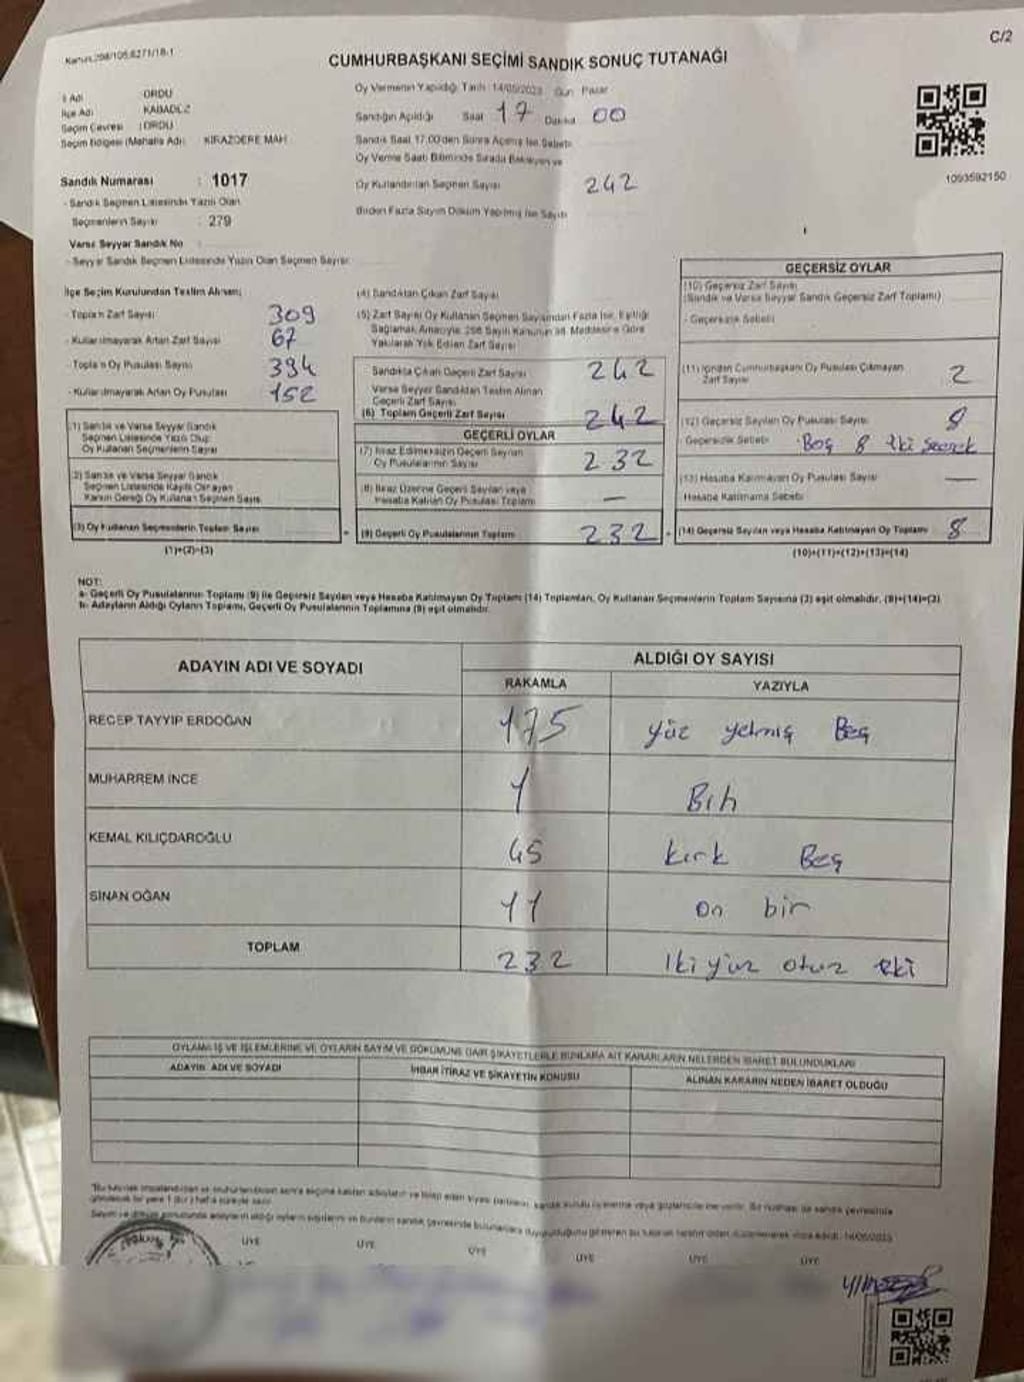 Kanun: 298/106,6271/18-1
C/2
CUMHURBAŞKANI SEÇİMİ SANDIK SONUÇ TUTANAĞI
İl Adı : ORDU
İlçe Adı : KABADÜZ
Seçim Çevresi : ORDU
Seçim Bölgesi (Mahalle Adı) : KİRAZDERE MAH.
Oy Vermenin Yapıldığı Tarih : 14/05/2023 Gün : Pazar
Sandığın Açıldığı Saat 17 Dakika 00
Sandık Saat 17.00'den Sonra Açılmış İse Sebebi
Oy Verme Saati Bitiminde Sırada Bekleyen ve
Oy Kullandırılan Seçmen Sayısı 242
Birden Fazla Sayım Döküm Yapılmış İse Sayıb
1093592150
Sandık Numarası : 1017
- Sandık Seçmen Listesinde Yazılı Olan
Seçmenlerin Sayısı : 279
Varsa Seyyar Sandık No
- Seyyar Sandık Seçmen Listesinde Yazılı Olan Seçmen Sayısı:
İlçe Seçim Kurulundan Teslim Alınan;
- Toplam Zarf Sayısı 309
- Kullanılmayarak Artan Zarf Sayısı 67
- Toplam Oy Pusulası Sayısı 394
- Kullanılmayarak Artan Oy Pusulası 152
(1) Sandık ve Varsa Seyyar Sandık
Seçmen Listesinde Yazılı Olup
Oy Kullanan Seçmenlerin Sayısı
(2) Sandık ve Varsa Seyyar Sandık
Seçmen Listesinde Kayıtlı Olmayan
Kanun Gereği Oy Kullanan Seçmen Sayısı
(3) Oy Kullanan Seçmenlerin Toplam Sayısı
(1)+(2)=(3)
(4) Sandıktan Çıkan Zarf Sayısı
(5) Zarf Sayısı Oy Kullanan Seçmen Sayısından Fazla İse, Eşitliği
Sağlamak Amacıyla 298 Sayılı Kanunun 98. Maddesine Göre
Yakılarak Yok Edilen Zarf Sayısı
- Sandıkta Çıkan Geçerli Zarf Sayısı 242
Varsa Seyyar Sandıktan Teslim Alınan
Geçerli Zarf Sayısı
(6) Toplam Geçerli Zarf Sayısı 242
GEÇERLİ OYLAR
(7) İtiraz Edilmeksizin Geçerli Sayılan
Oy Pusulalarının Sayısı 232
(8) İtiraz Üzerine Geçerli Sayılan veya
Hesaba Katılan Oy Pusulası Toplamı —
(9) Geçerli Oy Pusulalarının Toplamı 232
GEÇERSİZ OYLAR
(10) Geçersiz Zarf Sayısı
(Sandık ve Varsa Seyyar Sandık Geçersiz Zarf Toplamı)
- Geçersizlik Sebebi
(11) İçinden Cumhurbaşkanı Oy Pusulası Çıkmayan
Zarf Sayısı 2
(12) Geçersiz Sayılan Oy Pusulası Sayısı 8
- Geçersizlik Sebebi Boş 8
(13) Hesaba Katılmayan Oy Pusulası Sayısı —
Hesaba Katılmama Sebebi
(14) Geçersiz Sayılan veya Hesaba Katılmayan Oy Toplamı 8
(10)+(11)+(12)+(13)=(14)
NOT:
a- Geçerli Oy Pusulalarının Toplamı (9) ile Geçersiz Sayılan veya Hesaba Katılmayan Oy Toplamı (14) Toplamları, Oy Kullanan Seçmenlerin Toplam Sayısına (3) eşit olmalıdır. (9)+(14)=(3)
b- Adayların Aldığı Oyların Toplamı, Geçerli Oy Pusulalarının Toplamına (9) eşit olmalıdır.
ADAYIN ADI VE SOYADI
ALDIĞI OY SAYISI
RAKAMLA YAZIYLA
RECEP TAYYİP ERDOĞAN 175 yüz yetmiş Beş
MUHARREM İNCE 1 Bir
KEMAL KILIÇDAROĞLU 45 kırk Beş
SİNAN OĞAN 11 on bir
TOPLAM 232 İki yüz otuz iki
OYLAMA İŞ VE İŞLEMLERİNE VE OYLARIN SAYIM VE DÖKÜMÜNE DAİR ŞİKAYETLERLE BUNLARA AİT KARARLARIN NELERDEN İBARET BULUNDUKLARI
ADAYIN ADI VE SOYADI
İHBAR İTİRAZ VE ŞİKAYETİN KONUSU
ALINAN KARARIN NEDEN İBARET OLDUĞU
ÜYE ÜYE ÜYE ÜYE ÜYE ÜYE